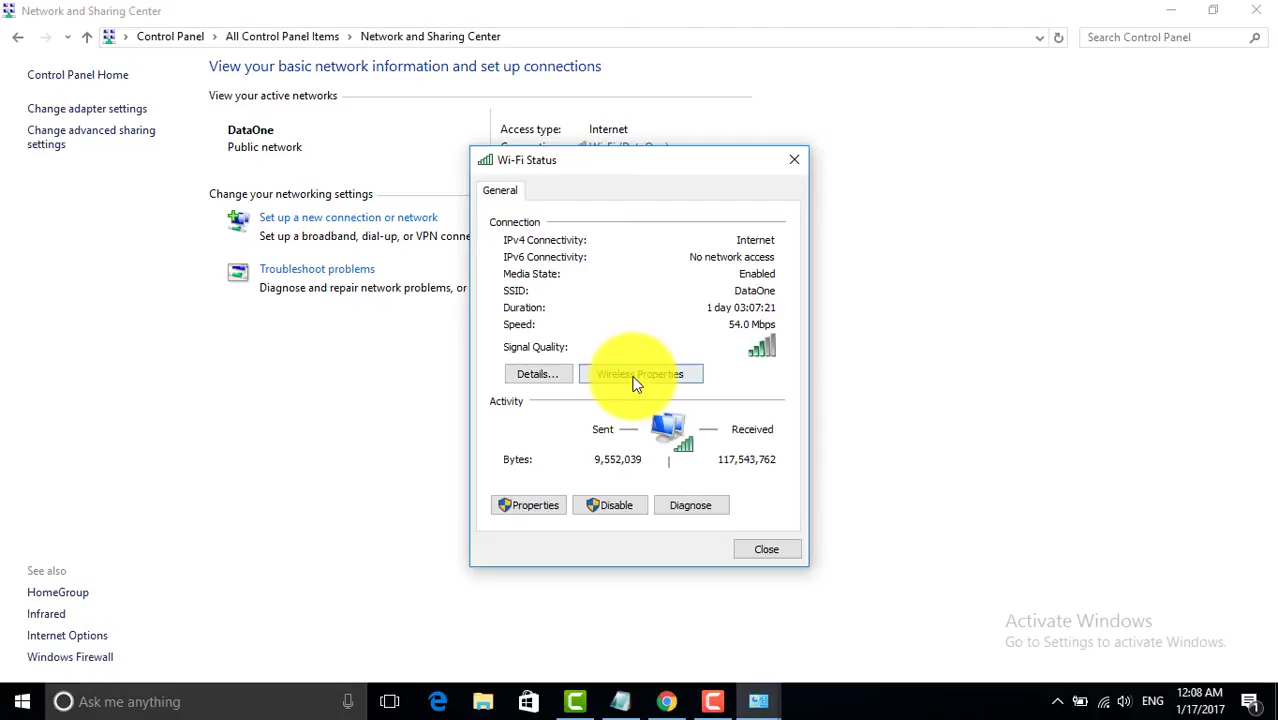 Network and Sharing Center
Control Panel
All Control Panel Items
Network and Sharing Center
Search Control Panel
Control Panel Home
View your basic network information and set up connections
View your active networks
Change adapter settings
Change advanced sharing
settings
DataOne
Public network
Access type: Internet
Change your networking settings
Set up a new connection or network
Set up a broadband, dial-up, or VPN
Troubleshoot problems
Diagnose and repair network problems, or
Wi-Fi Status
General
Connection
IPv4 Connectivity: Internet
IPv6 Connectivity: No network access
Media State: Enabled
SSID: DataOne
Duration: 1 day 03:07:21
Speed: 54.0 Mbps
Signal Quality:
Details...
Wireless Properties
Activity
Sent
Received
Bytes: 9,552,039 117,543,762
Properties
Disable
Diagnose
Close
See also
HomeGroup
Infrared
Internet Options
Windows Firewall
Activate Windows
Go to Settings to activate Windows.
Ask me anything
ENG
12:08 AM
1/17/2017
1